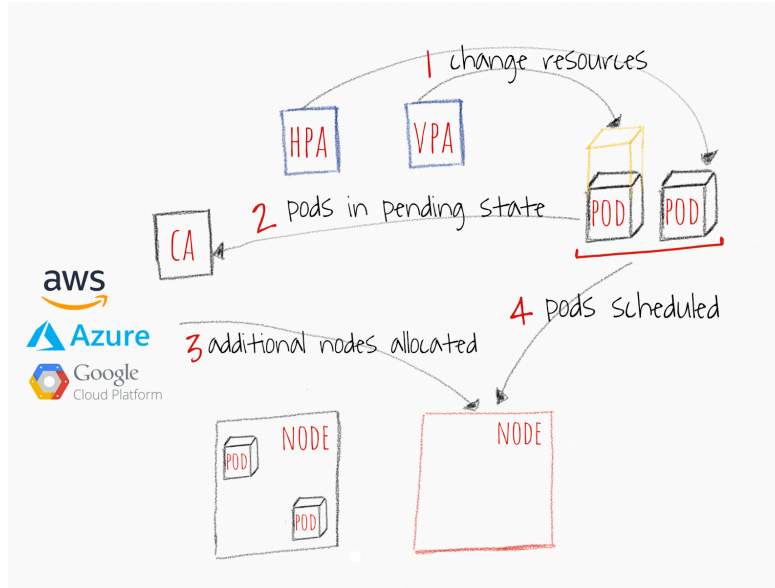 1 change resources
HPA
VPA
2 pods in pending state
POD
POD
CA
aws
Azure
Google
Cloud Platform
4 pods scheduled
3 additional nodes allocated
NODE
POD
POD
NODE